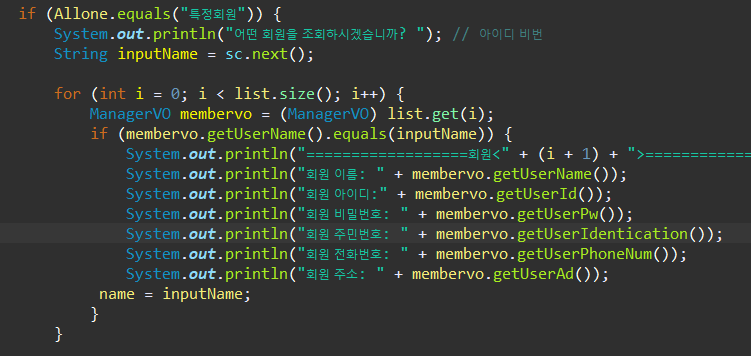 if (Allone.equals("특정회원")) {
System.out.println("어떤 회원을 조회하시겠습니까? "); // 아이디 비번
String inputName = sc.next();
for (int i = 0; i < list.size(); i++) {
ManagerVO membervo = (ManagerVO) list.get(i);
if (membervo.getUserName().equals(inputName)) {
System.out.println("==================회원<" + (i + 1) + ">============
System.out.println("회원 이름: " + membervo.getUserName());
System.out.println("회원 아이디:" + membervo.getUserId());
System.out.println("회원 비밀번호: " + membervo.getUserPw());
System.out.println("회원 주민번호: " + membervo.getUserIdentication());
System.out.println("회원 전화번호: " + membervo.getUserPhoneNum());
System.out.println("회원 주소: " + membervo.getUserAd());
name = inputName;
}
}